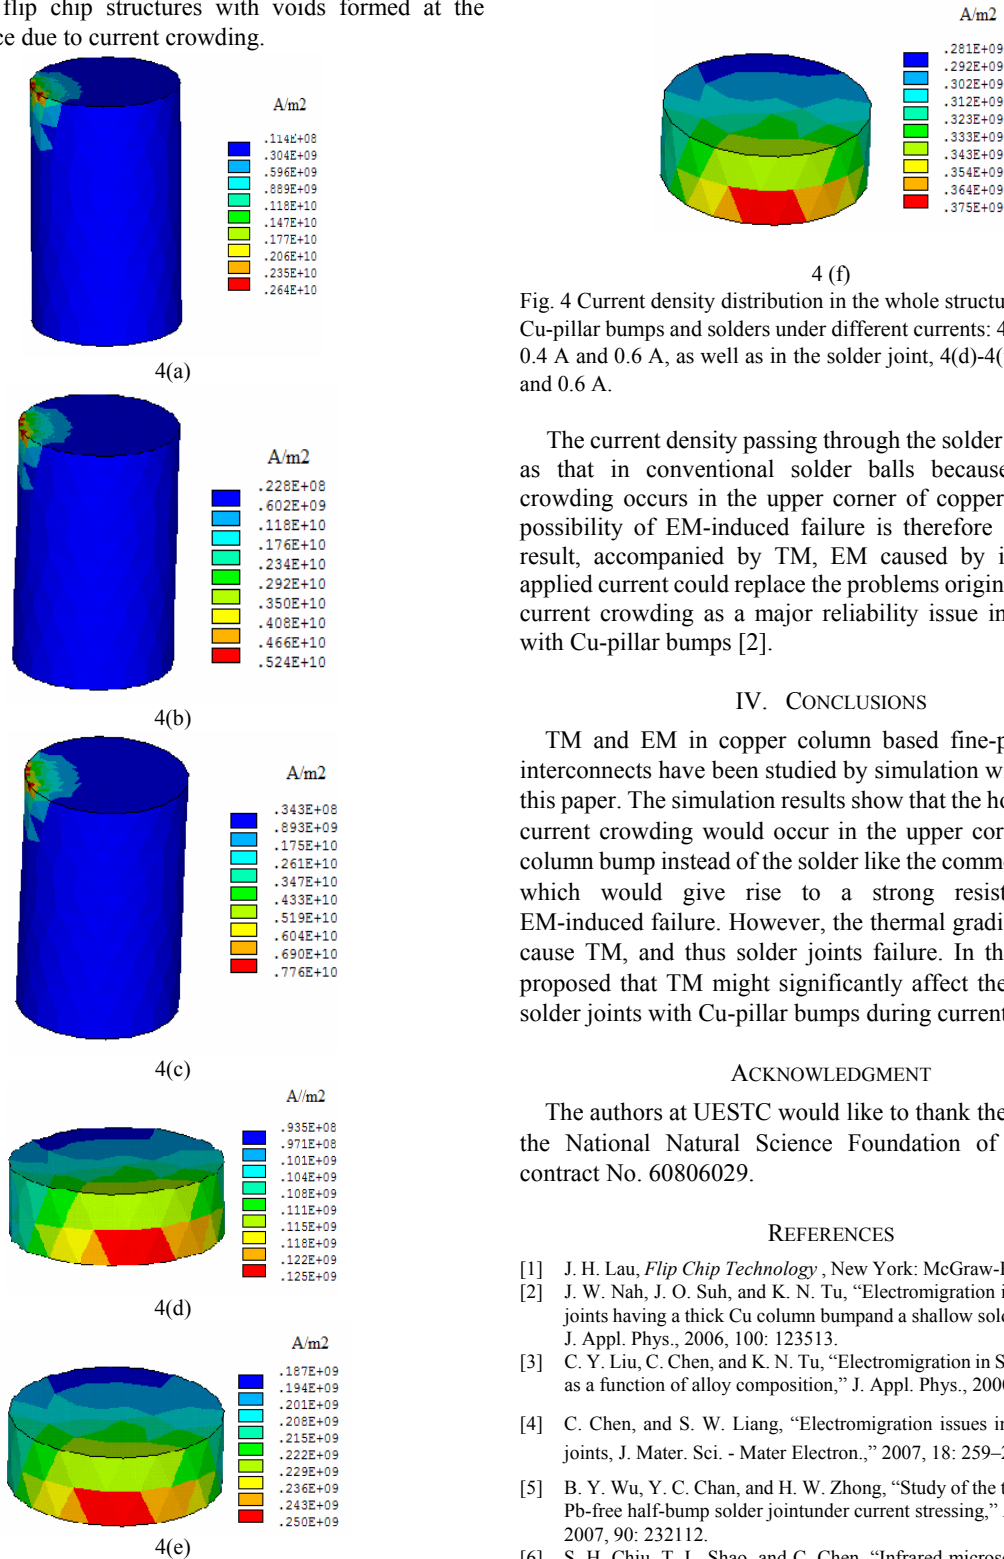 flip chip structures with voids formed at the
ce due to current crowding.
A/m2
.114E+08
.304E+09
.596E+09
.889E+09
.118E+10
.147E+10
.177E+10
.206E+10
.235E+10
.264E+10
4(a)
A/m2
.228E+08
.602E+09
.118E+10
.176E+10
.234E+10
.292E+10
.350E+10
.408E+10
.466E+10
.524E+10
4(b)
A/m2
.343E+08
.893E+09
.175E+10
.261E+10
.347E+10
.433E+10
.519E+10
.604E+10
.690E+10
.776E+10
4(c)
A//m2
.935E+08
.971E+08
.101E+09
.104E+09
.108E+09
.111E+09
.115E+09
.118E+09
.122E+09
.125E+09
4(d)
A/m2
.187E+09
.194E+09
.201E+09
.208E+09
.215E+09
.222E+09
.229E+09
.236E+09
.243E+09
.250E+09
4(e)
A/m2
.281E+09
.292E+09
.302E+09
.312E+09
.323E+09
.333E+09
.343E+09
.354E+09
.364E+09
.375E+09
4 (f)
Fig. 4 Current density distribution in the whole structu
Cu-pillar bumps and solders under different currents: 4
0.4 A and 0.6 A, as well as in the solder joint, 4(d)-4(
and 0.6 A.
The current density passing through the solder
as that in conventional solder balls because
crowding occurs in the upper corner of copper
possibility of EM-induced failure is therefore
result, accompanied by TM, EM caused by i
applied current could replace the problems origin
current crowding as a major reliability issue in
with Cu-pillar bumps [2].
IV. CONCLUSIONS
TM and EM in copper column based fine-p
interconnects have been studied by simulation w
this paper. The simulation results show that the ho
current crowding would occur in the upper cor
column bump instead of the solder like the comm
which would give rise to a strong resist
EM-induced failure. However, the thermal gradi
cause TM, and thus solder joints failure. In th
proposed that TM might significantly affect the
solder joints with Cu-pillar bumps during current
ACKNOWLEDGMENT
The authors at UESTC would like to thank the
the National Natural Science Foundation of
contract No. 60806029.
REFERENCES
[1] J. H. Lau, Flip Chip Technology , New York: McGraw-
[2] J. W. Nah, J. O. Suh, and K. N. Tu, “Electromigration i
joints having a thick Cu column bumpand a shallow sol
J. Appl. Phys., 2006, 100: 123513.
[3] C. Y. Liu, C. Chen, and K. N. Tu, “Electromigration in S
as a function of alloy composition,” J. Appl. Phys., 200
[4] C. Chen, and S. W. Liang, “Electromigration issues in
joints, J. Mater. Sci. - Mater Electron.,” 2007, 18: 259–
[5] B. Y. Wu, Y. C. Chan, and H. W. Zhong, “Study of the t
Pb-free half-bump solder jointunder current stressing,”
2007, 90: 232112.
[6] S. H. Chiu, T. L. Shao, and C. Chen, “Infrared micros